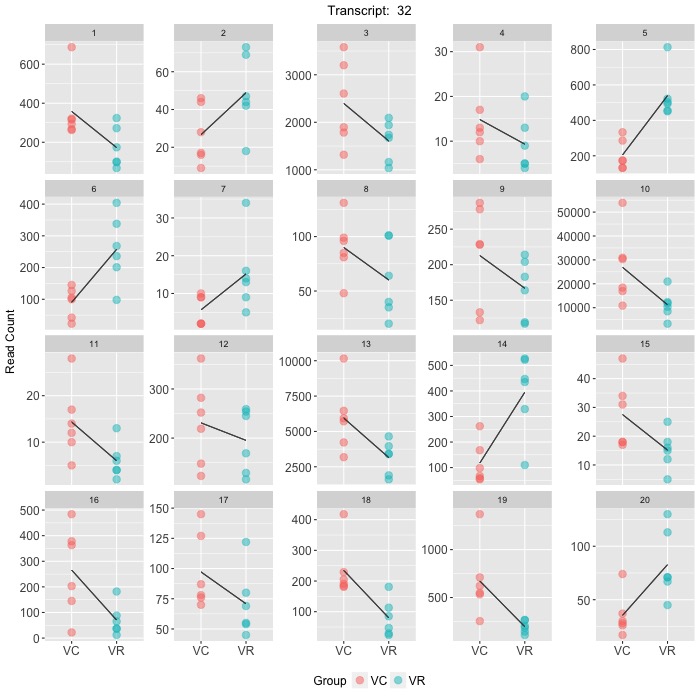 Transcript: 32
1 2 3 4 5
600 400 200
60 40 20
3000 2000 1000
30 20 10
800 600 400 200
6 7 8 9 10
400 300 200 100
30 20 10
100 50
250 200 150
50000 40000 30000 20000 10000
Read Count
11 12 13 14 15
20 10
300 200
10000 7500 5000 2500
500 400 300 200 100
40 30 20 10
16 17 18 19 20
500 400 300 200 100 0
150 125 100 75 50
400 300 200 100
1000 500
100 50
VC VR VC VR VC VR VC VR VC VR
Group VC VR